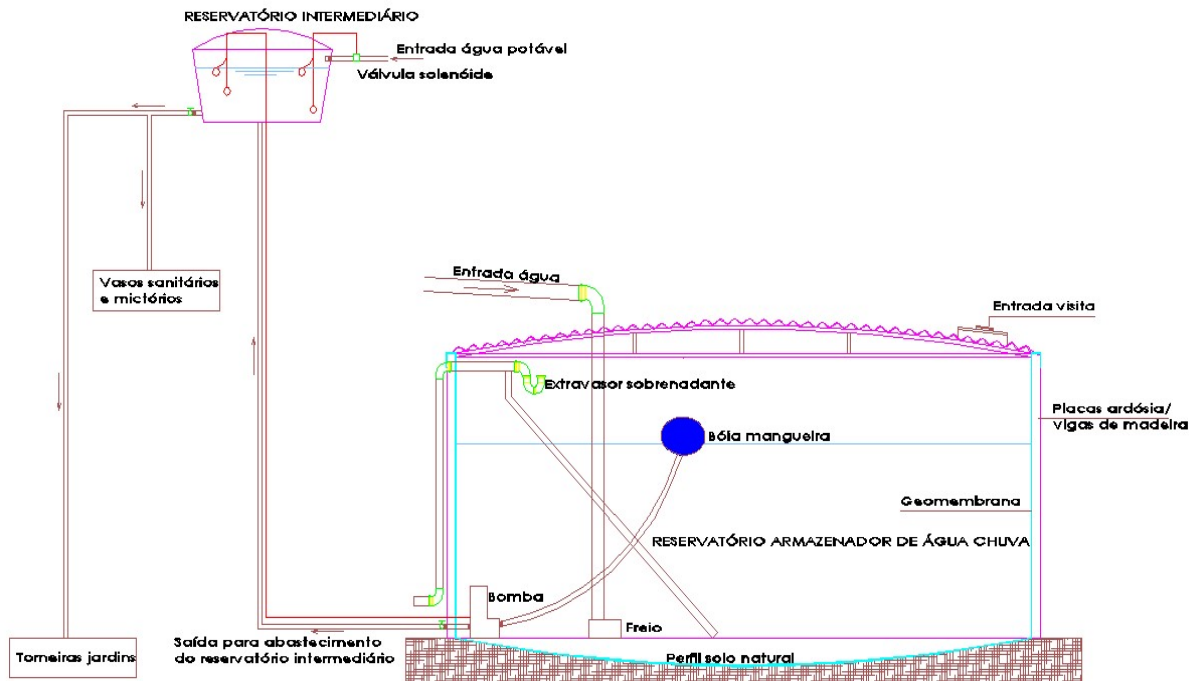 RESERVATÓRIO INTERMEDIÁRIO
Entrada água potável
Válvula solenóide
Vasos sanitários
e mictórios
Entrada água
Entrada visita
Extravasor sobrenadante
Placas ardósia/
vigas de madeira
Bóia mangueira
Geomembrana
RESERVATÓRIO ARMAZENADOR DE ÁGUA CHUVA
Bomba
Freio
Torneiras jardins
Saída para abastecimento
do reservatório intermediário
Perfil solo natural